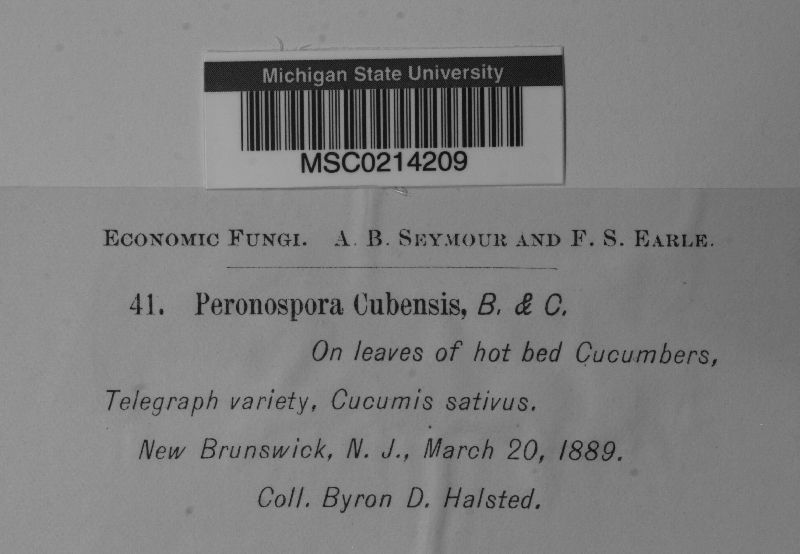 Michigan State University
MSC0214209
ECONOMIC FUNGI. A. B. SEYMOUR AND F. S. EARLE.
41. Peronospora Cubensis, B. & C.
On leaves of hot bed Cucumbers,
Telegraph variety, Cucumis sativus.
New Brunswick, N. J., March 20, 1889.
Coll. Byron D. Halsted.